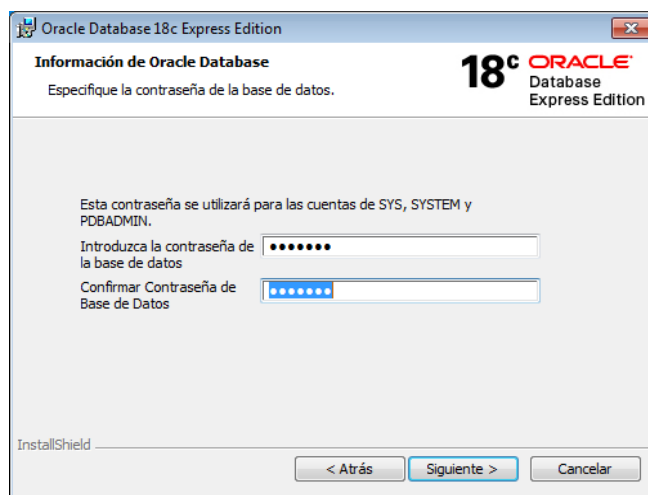 Oracle Database 18c Express Edition
Información de Oracle Database
Especifique la contraseña de la base de datos.
18c ORACLE
Database
Express Edition
Esta contraseña se utilizará para las cuentas de SYS, SYSTEM y
PDBADMIN.
Introduzca la contraseña de
la base de datos
•••••••
Confirmar Contraseña de
Base de Datos
•••••••
InstallShield
< Atrás
Siguiente >
Cancelar